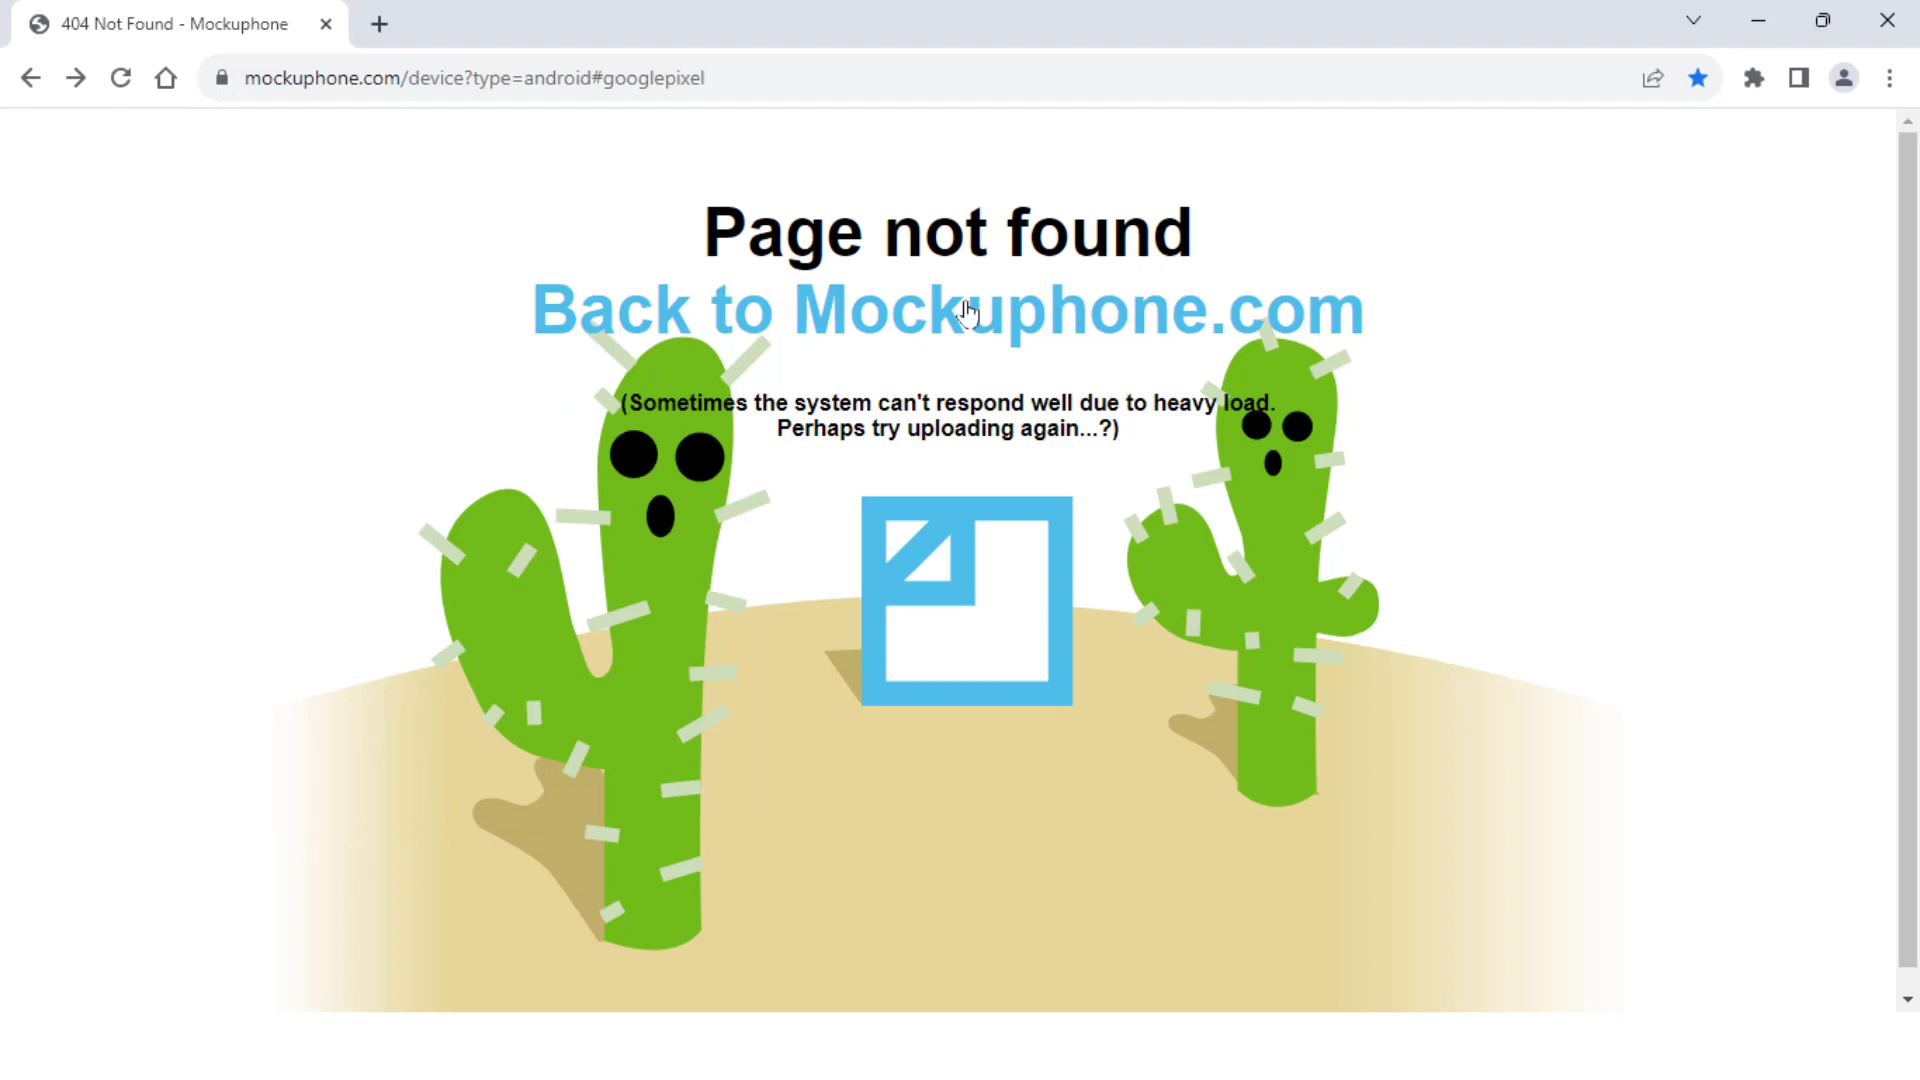 404 Not Found - Mockuphone
mockuphone.com/device?type=android#googlepixel
Page not found
Back to Mockuphone.com
(Sometimes the system can't respond well due to heavy load.
Perhaps try uploading again...?)